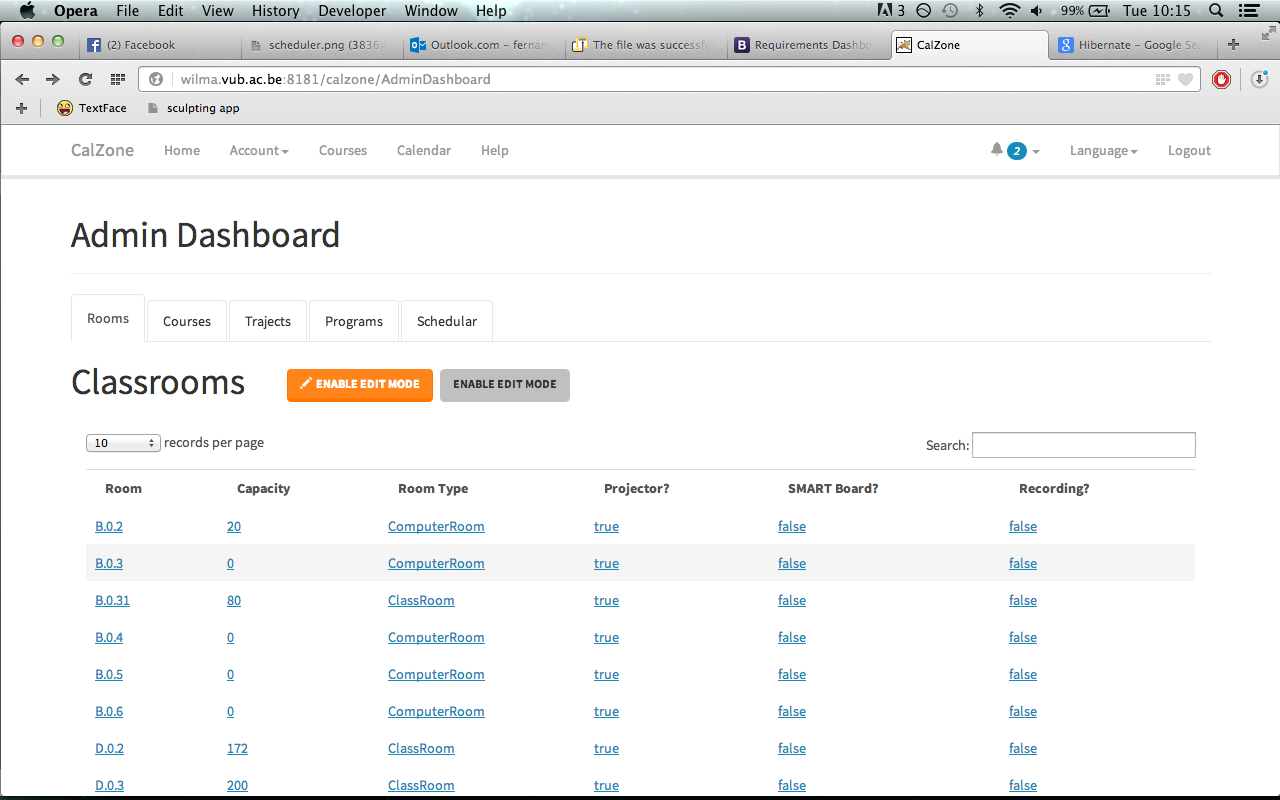 Opera File Edit View History Developer Window Help 3 99% Tue 10:15
(2) Facebook scheduler.png (3836x Outlook.com – fernan The file was successfu Requirements Dashbo CalZone Hibernate – Google Sea
wilma.vub.ac.be:8181/calzone/AdminDashboard
TextFace sculpting app
CalZone Home Account Courses Calendar Help 2 Language Logout
Admin Dashboard
Rooms Courses Trajects Programs Schedular
Classrooms ENABLE EDIT MODE ENABLE EDIT MODE
10 records per page Search:
Room Capacity Room Type Projector? SMART Board? Recording?
B.0.2 20 ComputerRoom true false false
B.0.3 0 ComputerRoom true false false
B.0.31 80 ClassRoom true false false
B.0.4 0 ComputerRoom true false false
B.0.5 0 ComputerRoom true false false
B.0.6 0 ComputerRoom true false false
D.0.2 172 ClassRoom true false false
D.0.3 200 ClassRoom true false false